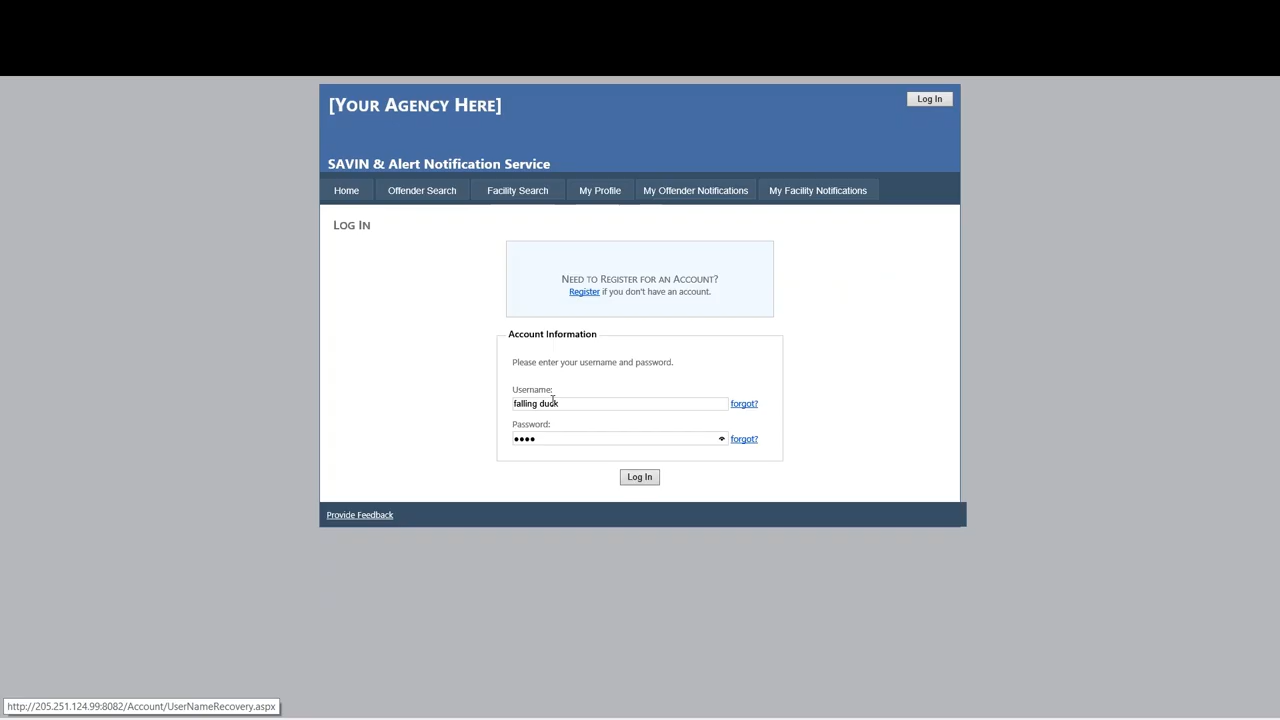 [YOUR AGENCY HERE]
Log In
SAVIN & Alert Notification Service
Home Offender Search Facility Search My Profile My Offender Notifications My Facility Notifications
LOG IN
NEED TO REGISTER FOR AN ACCOUNT?
Register if you don't have an account.
Account Information
Please enter your username and password.
Username:
falling duck forgot?
Password:
•••• forgot?
Log In
Provide Feedback
http://205.251.124.99:8082/Account/UserNameRecovery.aspx